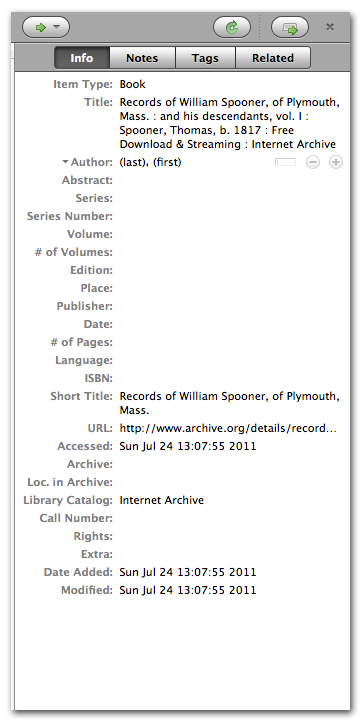 Info Notes Tags Related
Item Type: Book
Title: Records of William Spooner, of Plymouth,
Mass. : and his descendants, vol. I :
Spooner, Thomas, b. 1817 : Free
Download & Streaming : Internet Archive
Author: (last), (first)
Abstract:
Series:
Series Number:
Volume:
# of Volumes:
Edition:
Place:
Publisher:
Date:
# of Pages:
Language:
ISBN:
Short Title: Records of William Spooner, of Plymouth,
Mass.
URL: http://www.archive.org/details/record...
Accessed: Sun Jul 24 13:07:55 2011
Archive:
Loc. in Archive:
Library Catalog: Internet Archive
Call Number:
Rights:
Extra:
Date Added: Sun Jul 24 13:07:55 2011
Modified: Sun Jul 24 13:07:55 2011